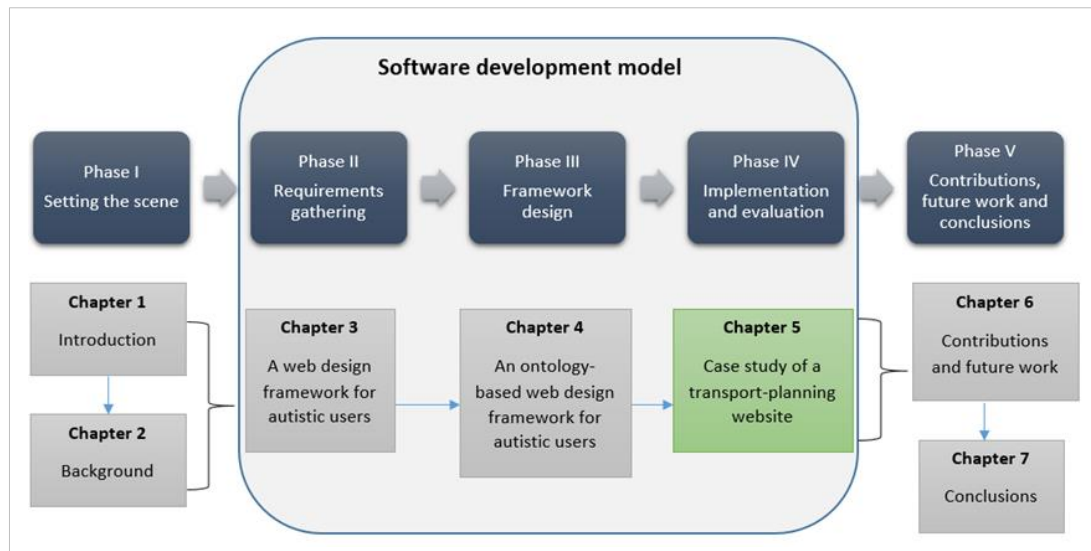 Software development model
Phase I
Setting the scene
Phase II
Requirements
gathering
Phase III
Framework
design
Phase IV
Implementation
and evaluation
Phase V
Contributions,
future work and
conclusions
Chapter 1
Introduction
Chapter 2
Background
Chapter 3
A web design
framework for
autistic users
Chapter 4
An ontology-
based web design
framework for
autistic users
Chapter 5
Case study of a
transport-planning
website
Chapter 6
Contributions
and future work
Chapter 7
Conclusions